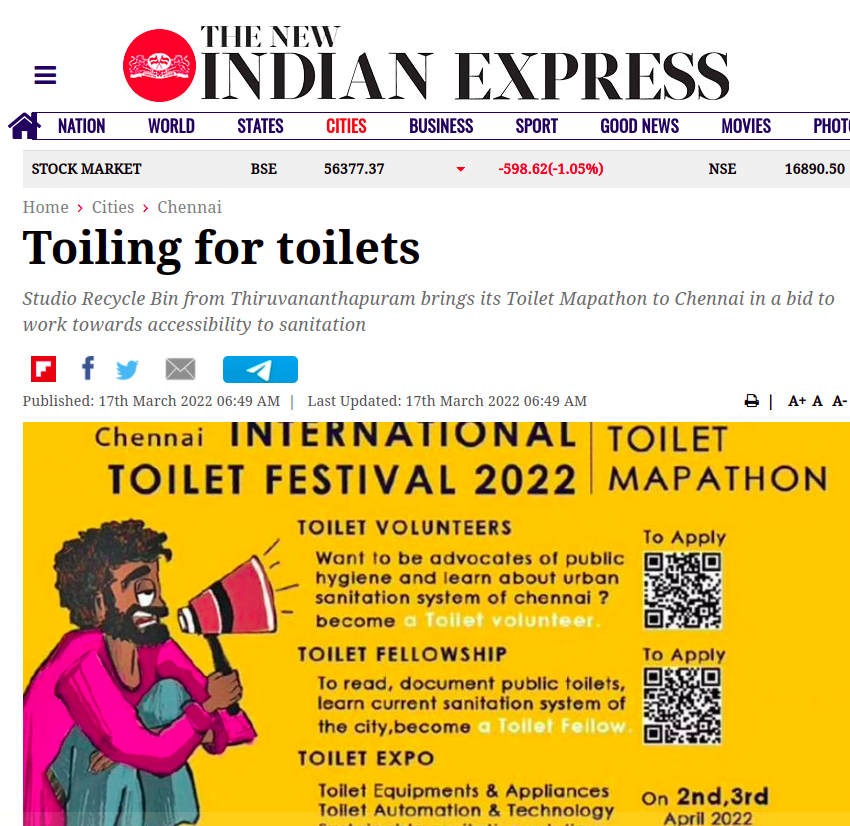 THE NEW
INDIAN EXPRESS
NATION WORLD STATES CITIES BUSINESS SPORT GOOD NEWS MOVIES PHOT
STOCK MARKET BSE 56377.37 -598.62(-1.05%) NSE 16890.50
Home › Cities › Chennai
Toiling for toilets
Studio Recycle Bin from Thiruvananthapuram brings its Toilet Mapathon to Chennai in a bid to
work towards accessibility to sanitation
Published: 17th March 2022 06:49 AM | Last Updated: 17th March 2022 06:49 AM | A+ A A-
Chennai INTERNATIONAL
TOILET FESTIVAL 2022
TOILET
MAPATHON
TOILET VOLUNTEERS
Want to be advocates of public
hygiene and learn about urban
sanitation system of chennai ?
become a Toilet volunteer.
To Apply
TOILET FELLOWSHIP
To read, document public toilets,
learn current sanitation system of
the city,become a Toilet Fellow.
To Apply
TOILET EXPO
Toilet Equipments & Appliances
Toilet Automation & Technology
On 2nd,3rd
April 2022